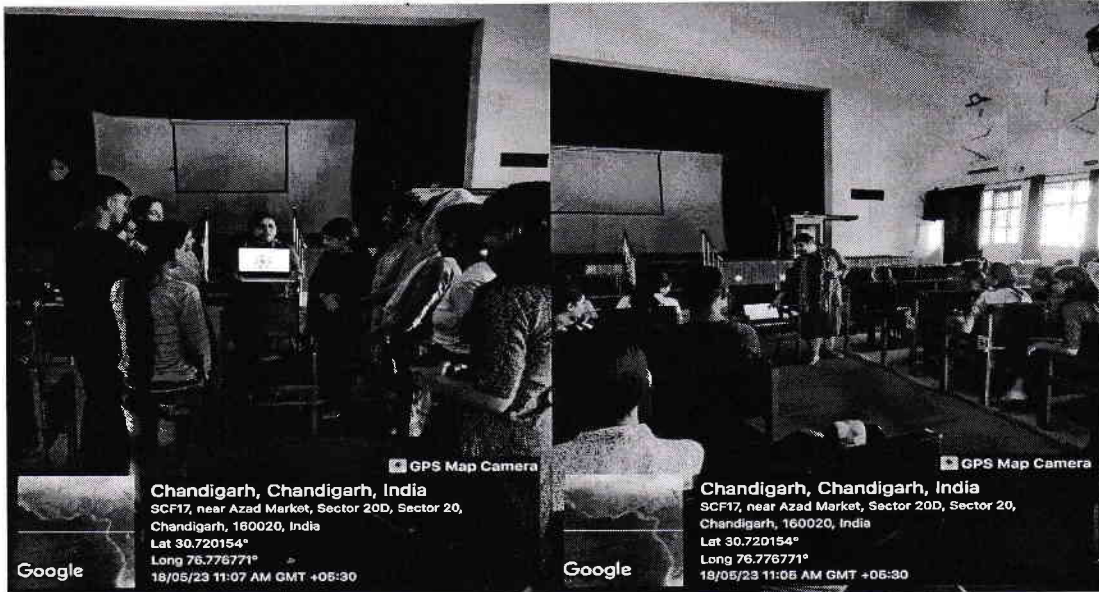 GPS Map Camera
Chandigarh, Chandigarh, India
SCF17, near Azad Market, Sector 20D, Sector 20,
Chandigarh, 160020, India
Lat 30.720154°
Long 76.776771°
18/05/23 11:07 AM GMT +05:30
Google
GPS Map Camera
Chandigarh, Chandigarh, India
SCF17, near Azad Market, Sector 20D, Sector 20,
Chandigarh, 160020, India
Lat 30.720154°
Long 76.776771°
18/05/23 11:05 AM GMT +05:30
Google